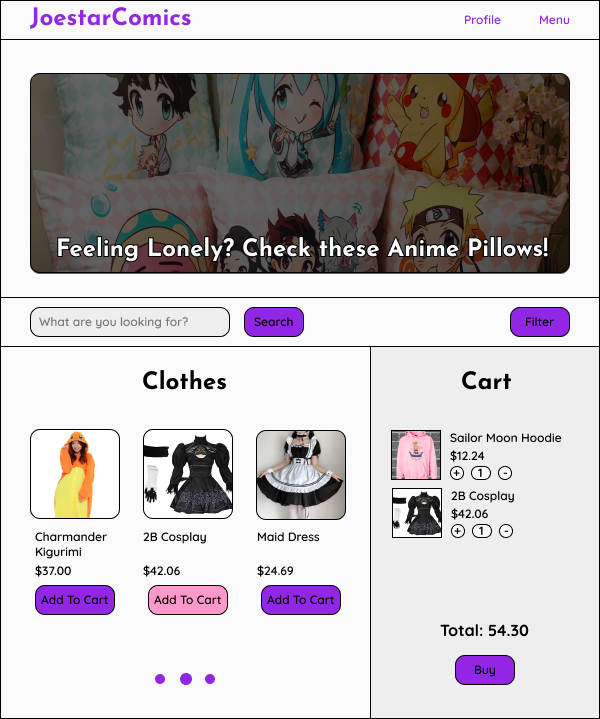 JoestarComics
Profile
Menu
Feeling Lonely? Check these Anime Pillows!
What are you looking for?
Search
Filter
Clothes
Charmander
Kigurimi
$37.00
Add To Cart
2B Cosplay
$42.06
Add To Cart
Maid Dress
$24.69
Add To Cart
Cart
Sailor Moon Hoodie
$12.24
+ 1 -
2B Cosplay
$42.06
+ 1 -
Total: 54.30
Buy